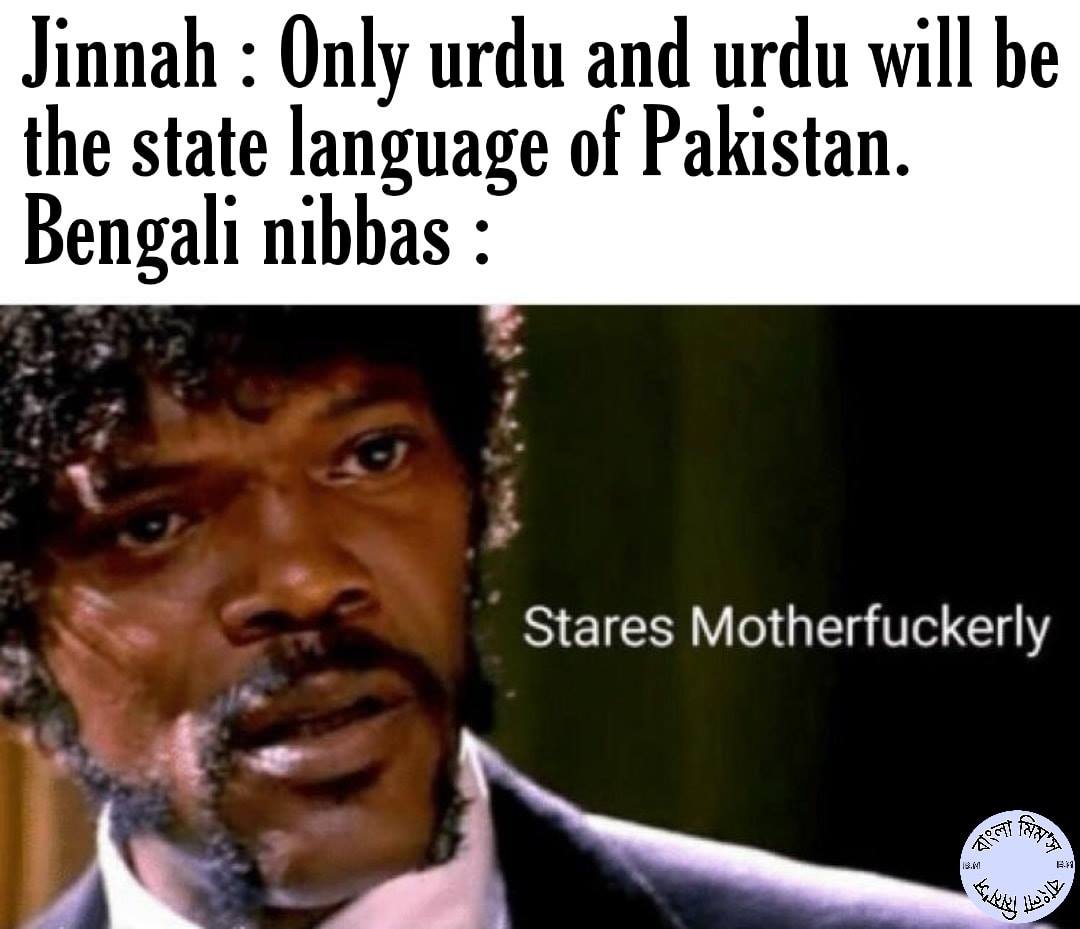 Jinnah : Only urdu and urdu will be
the state language of Pakistan.
Bengali nibbas :
Stares Motherfuckerly
বাংলা মিম'স
B.M
B.M
বাংলা মিম'স